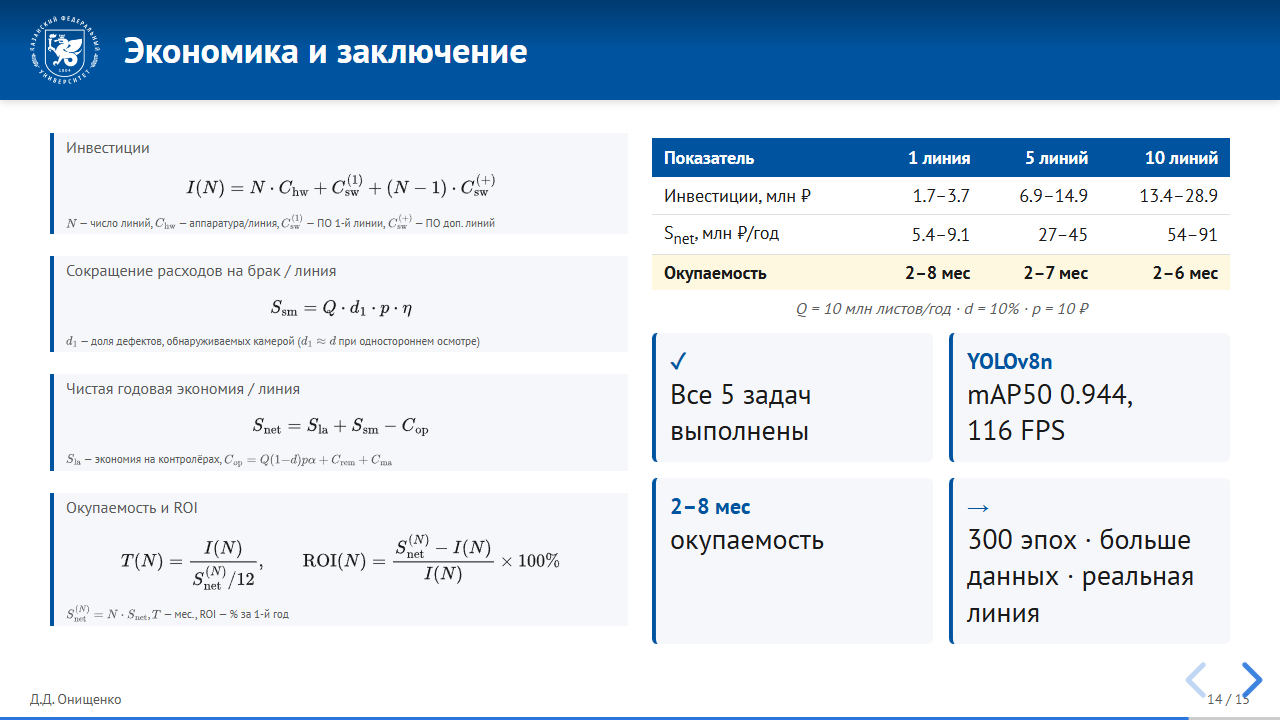 КАЗАНСКИЙ ФЕДЕРАЛЬНЫЙ УНИВЕРСИТЕТ
1804
Экономика и заключение
Инвестиции
I(N) = N · C_hw + C_sw^(1) + (N − 1) · C_sw^(+)
N – число линий, C_hw – аппаратура/линия, C_sw^(1) – ПО 1-й линии, C_sw^(+) – ПО доп. линий
Сокращение расходов на брак / линия
S_sm = Q · d_1 · p · η
d_1 – доля дефектов, обнаруживаемых камерой (d_1 ≈ d при одностороннем осмотре)
Чистая годовая экономия / линия
S_net = S_la + S_sm − C_op
S_la – экономия на контролёрах, C_op = Q(1−d)pα + C_rem + C_ma
Окупаемость и ROI
T(N) = I(N) / (S_net^(N)/12), ROI(N) = (S_net^(N) − I(N)) / I(N) × 100%
S_net^(N) = N · S_net, T – мес., ROI – % за 1-й год
Показатель 1 линия 5 линий 10 линий
Инвестиции, млн ₽ 1.7–3.7 6.9–14.9 13.4–28.9
S_net, млн ₽/год 5.4–9.1 27–45 54–91
Окупаемость 2–8 мес 2–7 мес 2–6 мес
Q = 10 млн листов/год · d = 10% · p = 10 ₽
✓
Все 5 задач
выполнены
YOLOv8n
mAP50 0.944,
116 FPS
2–8 мес
окупаемость
→
300 эпох · больше
данных · реальная
линия
Д.Д. Онищенко
14 / 15